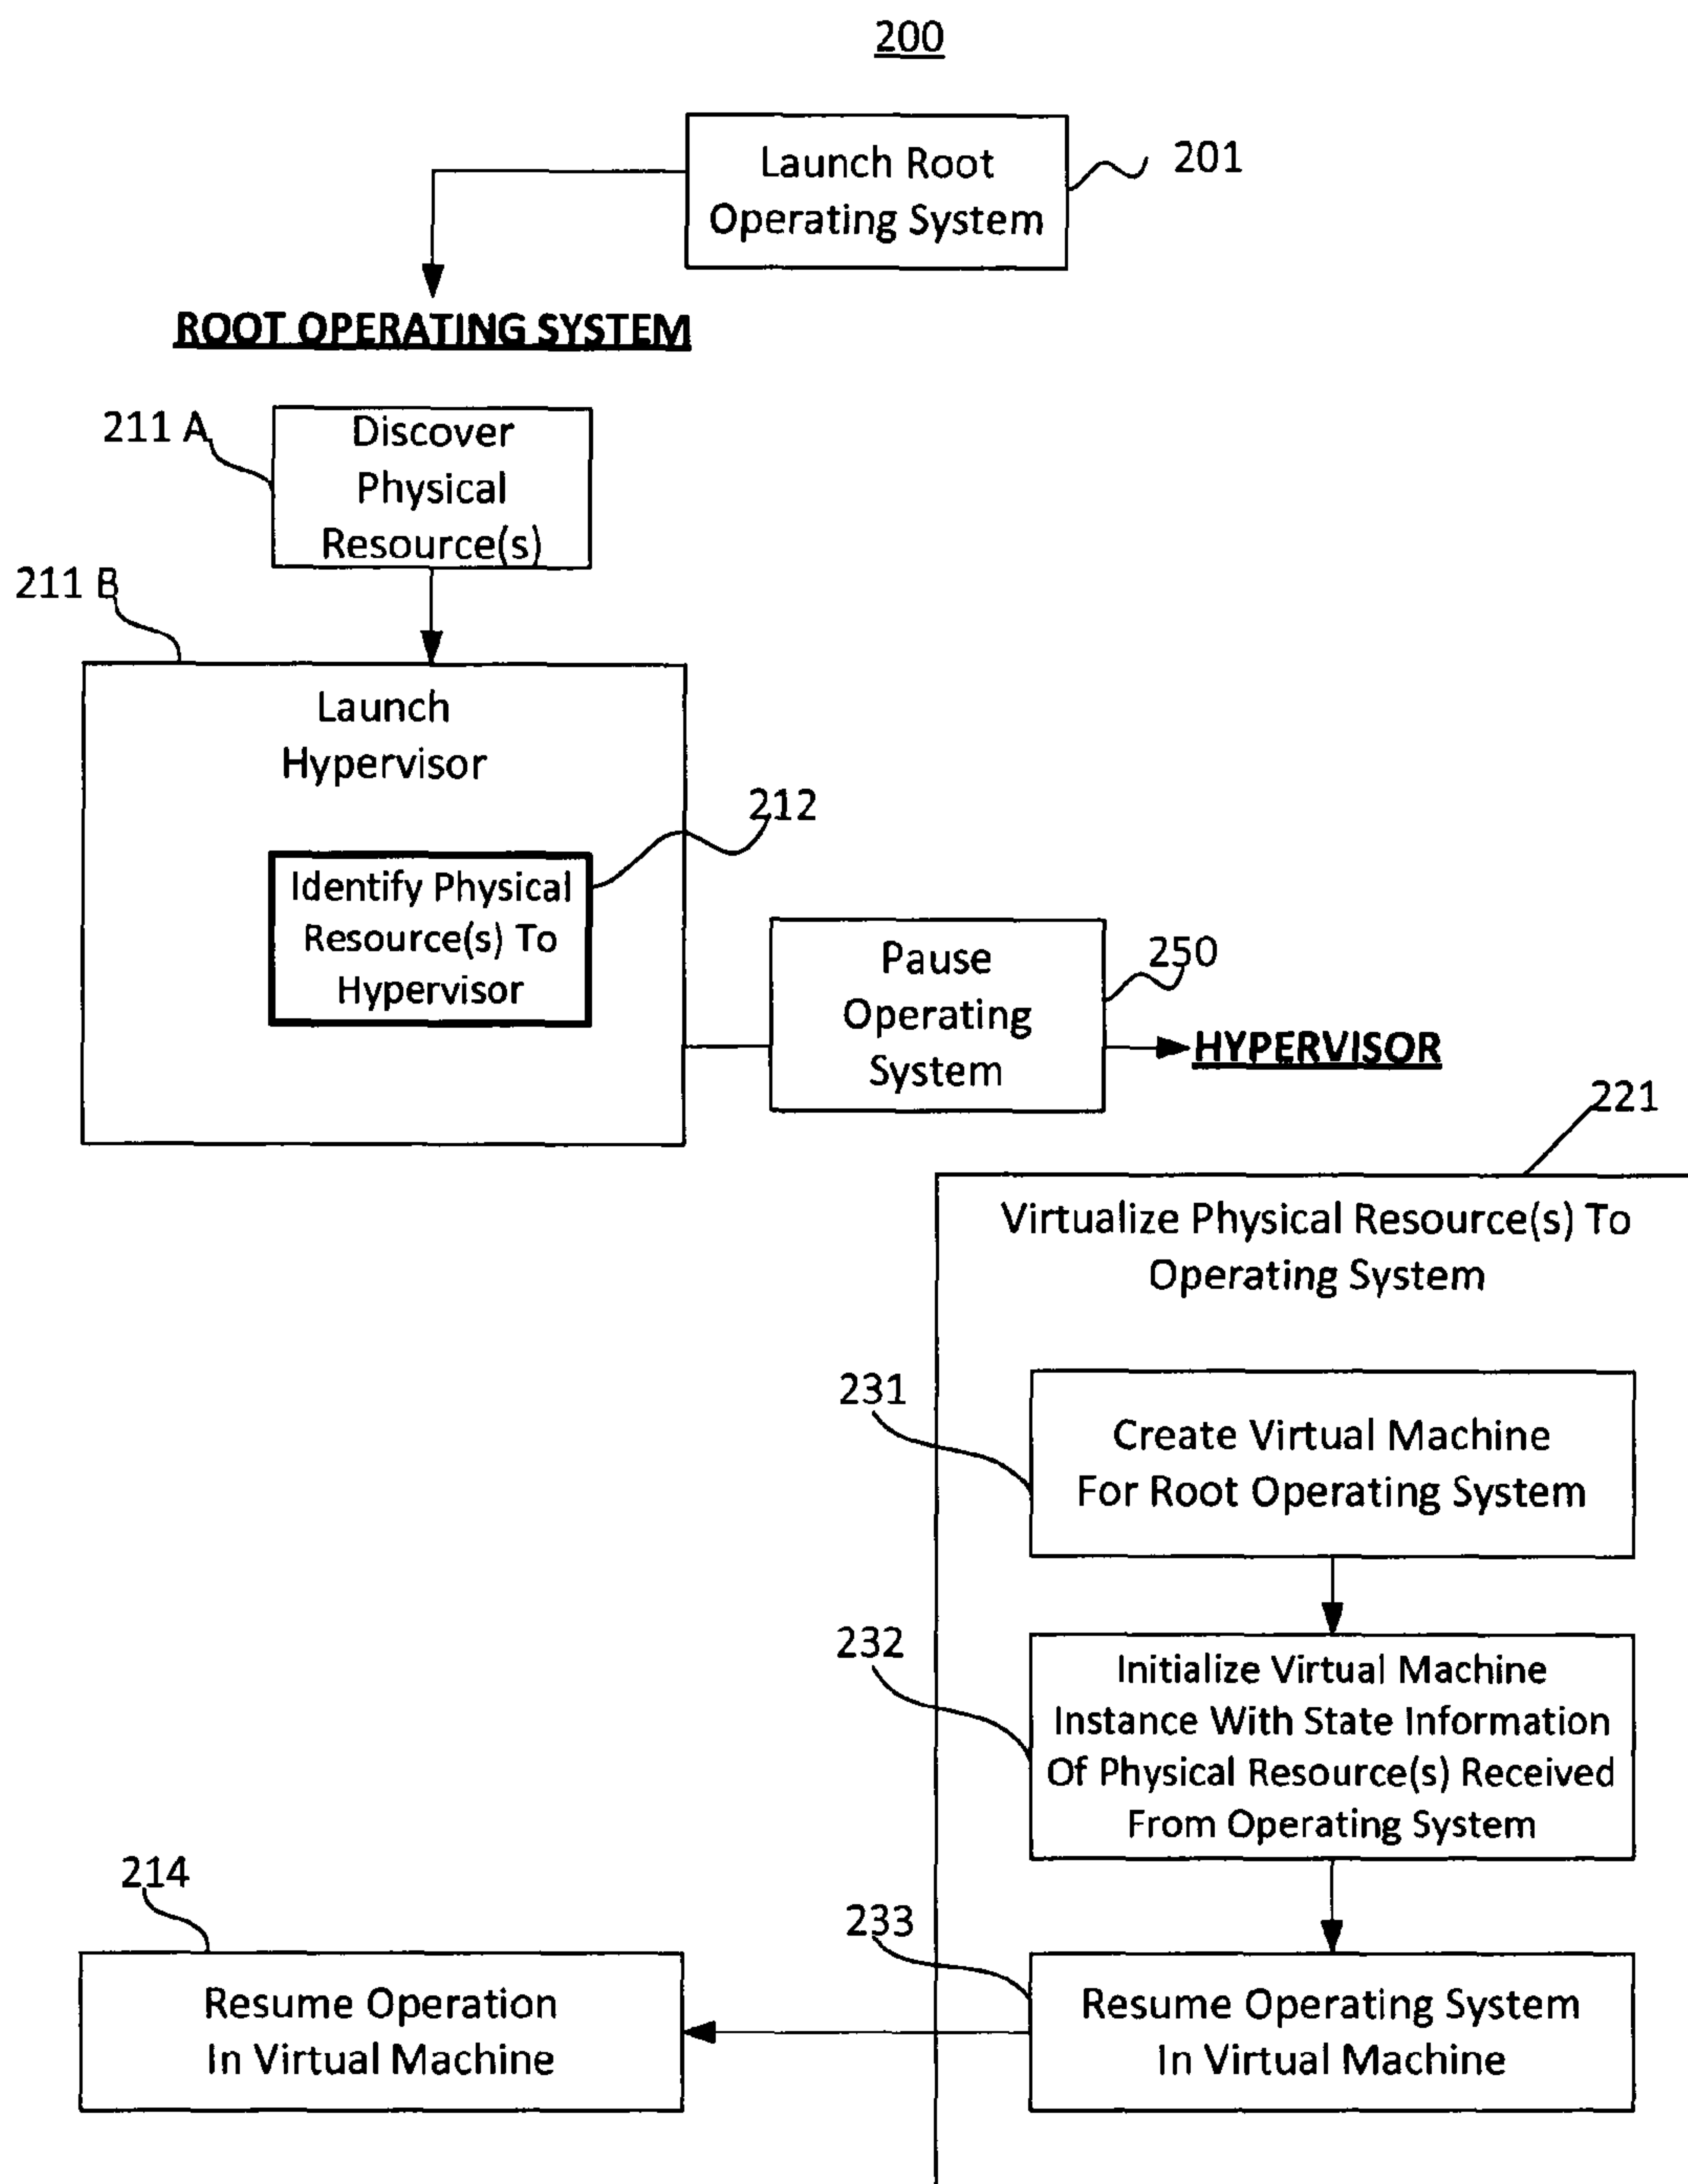 200
Launch Root
Operating System
201
ROOT OPERATING SYSTEM
211 A
Discover
Physical
Resource(s)
211 B
Launch
Hypervisor
212
Identify Physical
Resource(s) To
Hypervisor
Pause
Operating
System
250
HYPERVISOR
221
Virtualize Physical Resource(s) To
Operating System
231
Create Virtual Machine
For Root Operating System
232
Initialize Virtual Machine
Instance With State Information
Of Physical Resource(s) Received
From Operating System
214
233
Resume Operation
In Virtual Machine
Resume Operating System
In Virtual Machine